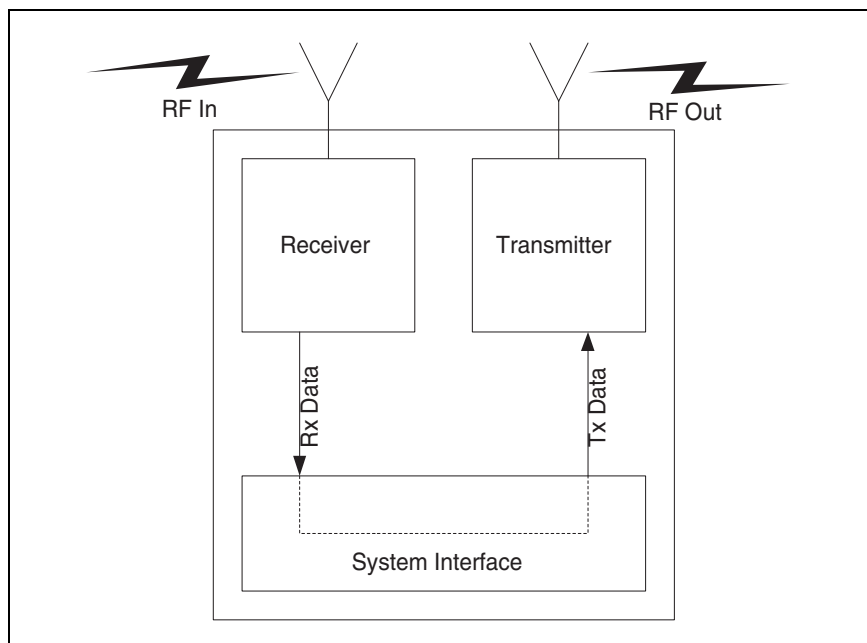 RF In
RF Out
Receiver
Transmitter
Rx Data
Tx Data
System Interface